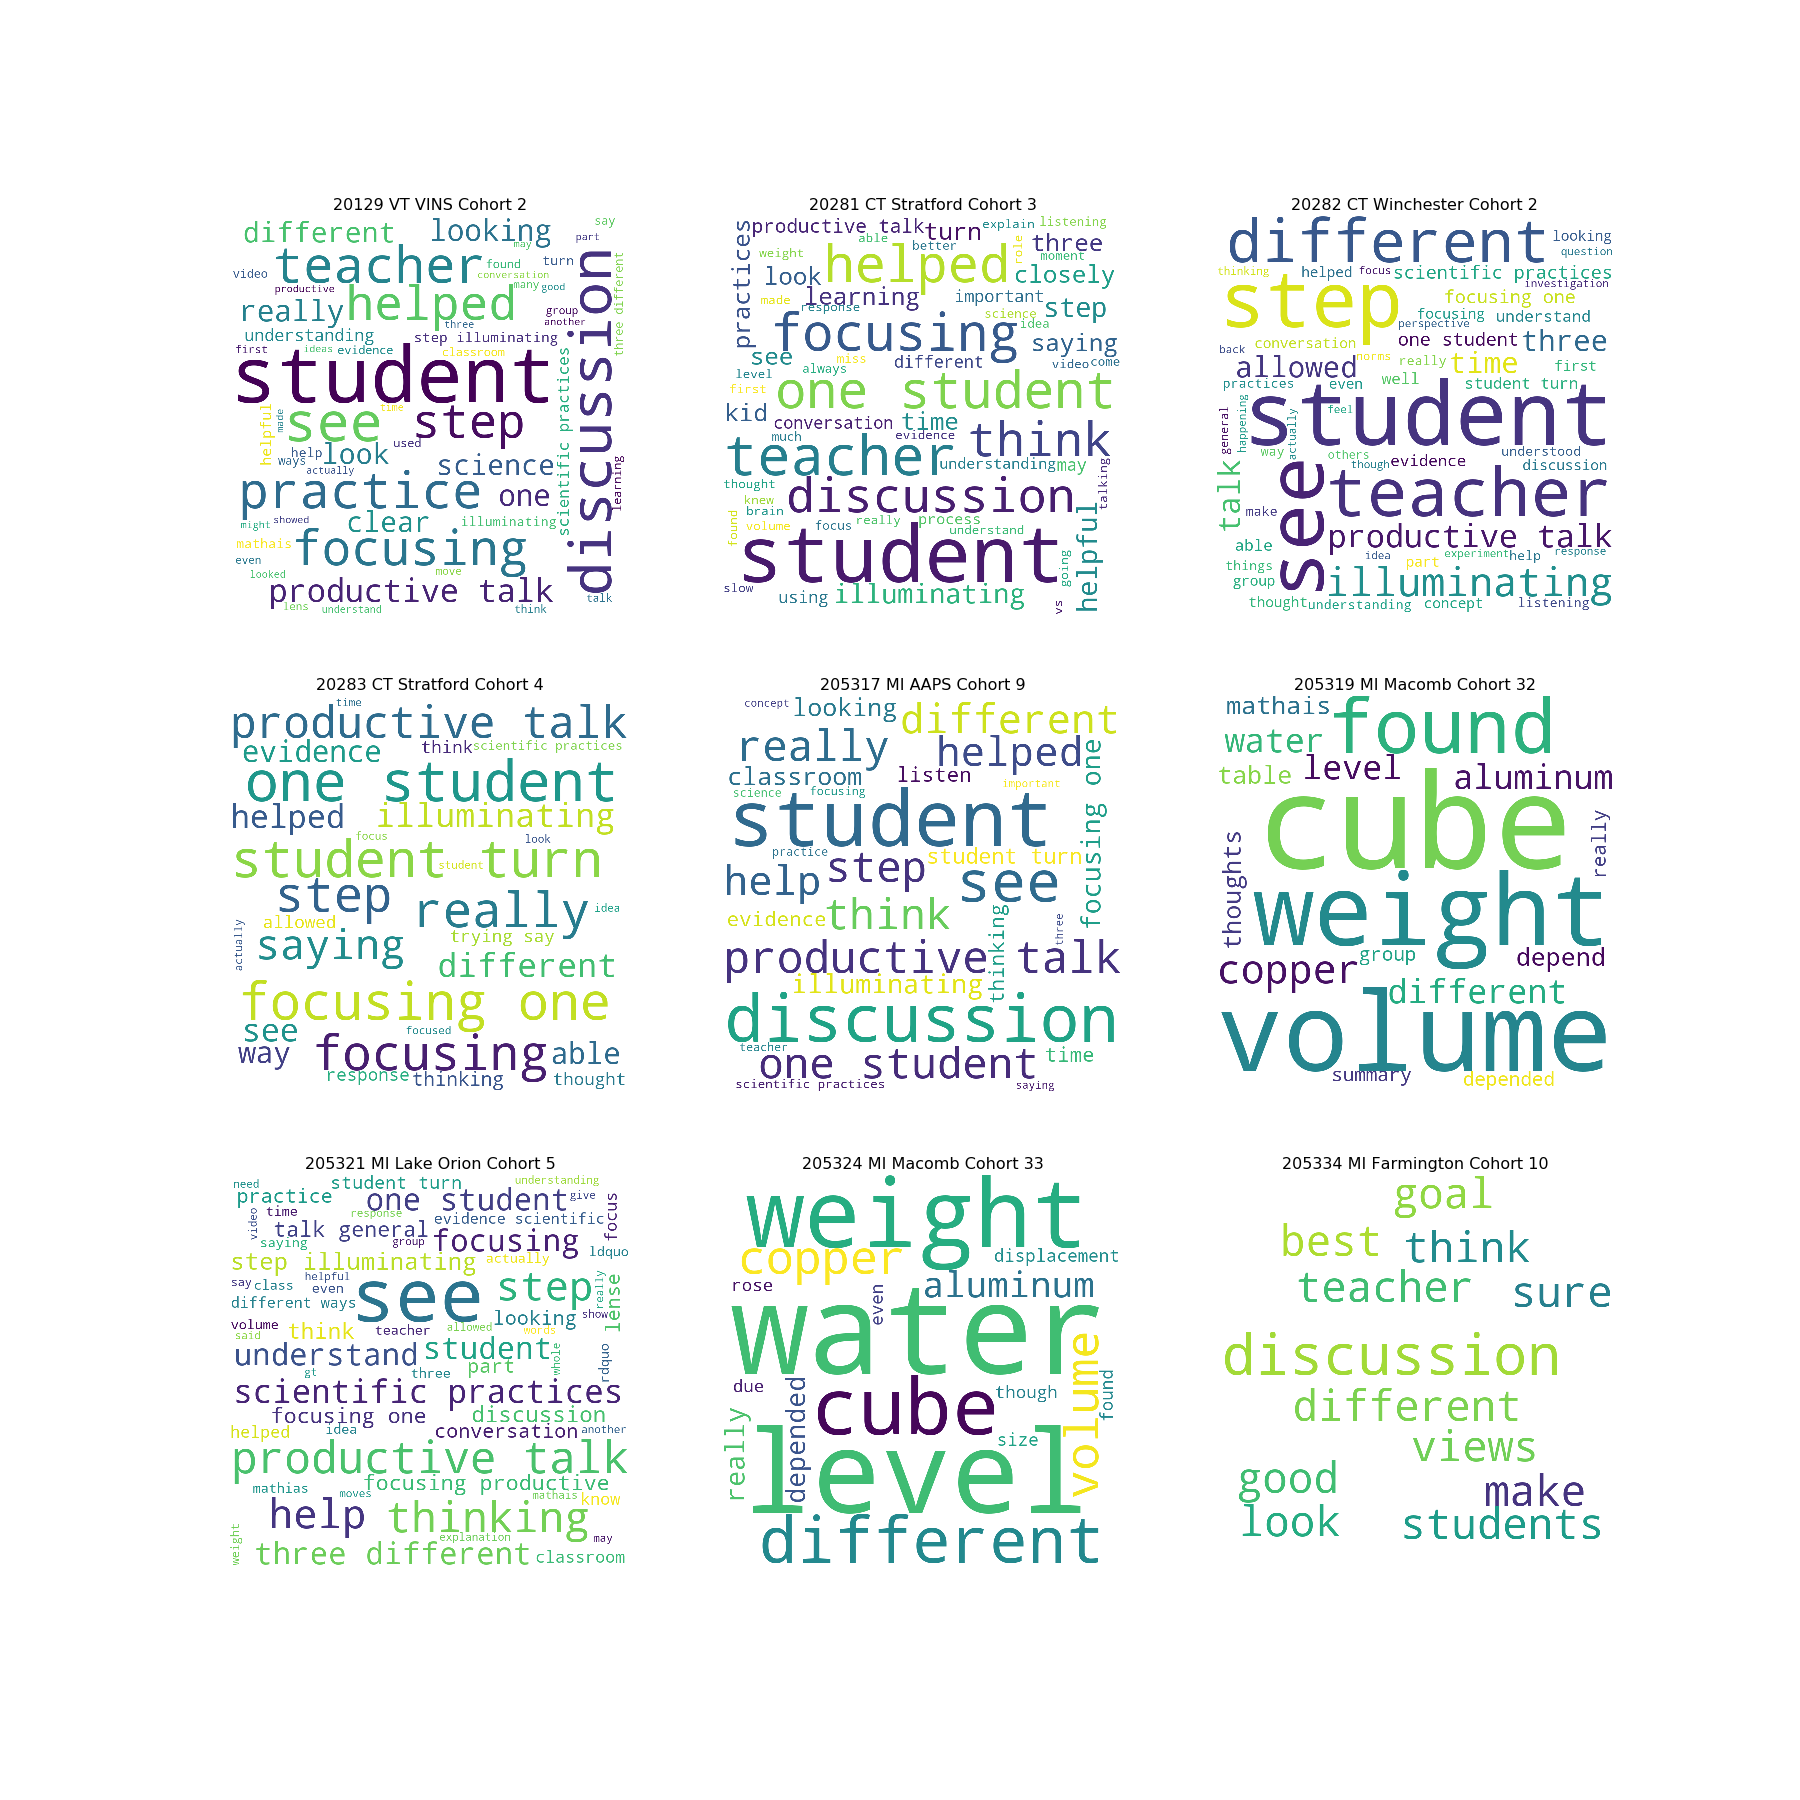 20129 VT VINS Cohort 2
say
different looking part
may
teacher found turn
video conversation
productive many good
helped
really group
another
three
understanding step illuminating
first ideas evidence classroom
three different
student
discussion
scientific practices
time
helpful made see step
used
help look
ways science
actually
learning
practice one
might showed clear illuminating
mathais focusing
even
looked move
productive talk
lens understand think talk
20281 CT Stratford Cohort 3
practices
productive talk turn explain listening
able better role three
weight helped moment
look closely
made learning important step
response science
focusing idea saying
see miss different video come
level always
first one student
kid conversation time
much evidence think
teacher understanding may
thought talking
knew discussion
brain
found volume focus really process
understand helpful
student
going
slow using illuminating
vs
20282 CT Winchester Cohort 2
different looking
question
thinking helped focus scientific practices
investigation
step focusing one
focusing understand
perspective
conversation one student three
back norms
allowed really time first
practices even well student turn
general happening student
feel
actually
way others understood
though evidence discussion
talk see teacher
make
productive talk
able idea experiment help response
things part
group illuminating
thought understanding concept listening
20283 CT Stratford Cohort 4
time
productive talk
evidence think scientific practices
one student
helped illuminating
focus look
student turn
student
step really idea
allowed
actually saying trying say
different
focusing one
see focused
way focusing able
response thinking thought
205317 MI AAPS Cohort 9
concept looking different
really helped
classroom listen
science focusing important
focusing one
student
practice
step student turn
help see
evidence think
thinking three
productive talk
illuminating
discussion
teacher
one student time
scientific practices saying
205319 MI Macomb Cohort 32
mathais found
water
table level aluminum
cube
thoughts really
weight
group depend
copper
different
volume
summary depended
205321 MI Lake Orion Cohort 5
need student turn understanding
practice one student give
video time response evidence scientific focus
talk general
saying group focusing ldquo
step illuminating actually
say class helpful
even see step really lense
different ways
looking show
volume teacher allowed words
said think
understand student
part whole rdquo
gt three
scientific practices
focusing one discussion
helped idea conversation another
productive talk
focusing productive
mathias moves mathais know
help thinking
explanation may
weight three different classroom
205324 MI Macomb Cohort 33
weight
copper displacement
rose even aluminum
water
volume
due cube though found
really depended size
level
different
205334 MI Farmington Cohort 10
goal
best think
teacher sure
discussion
different
views
good make
look students